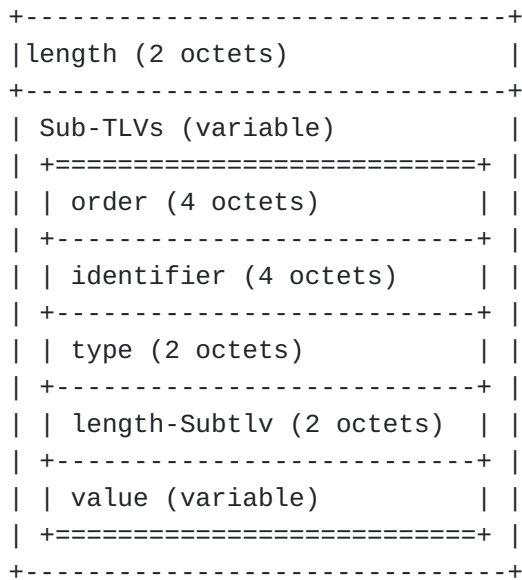 +-------------------------------+
|length (2 octets)              |
+-------------------------------+
| Sub-TLVs (variable)           |
| +===========================+ |
| | order (4 octets)          | |
| +---------------------------+ |
| | identifier (4 octets)     | |
| +---------------------------+ |
| | type (2 octets)           | |
| +---------------------------+ |
| | length-Subtlv (2 octets)  | |
| +---------------------------+ |
| | value (variable)          | |
| +===========================+ |
+-------------------------------+